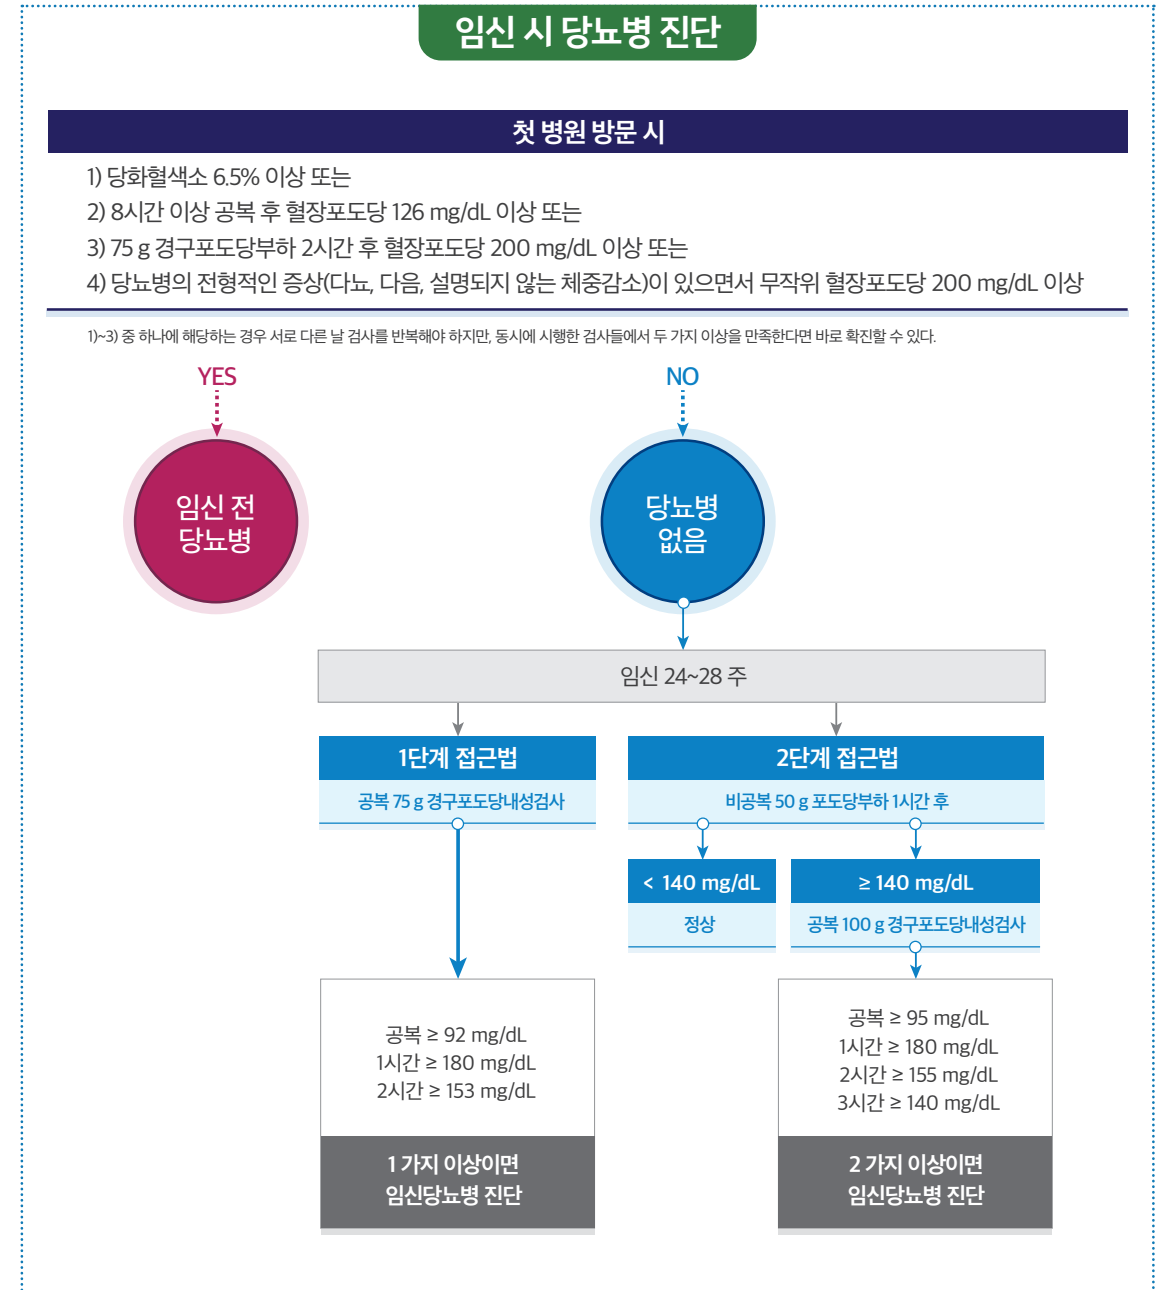 임신 시 당뇨병 진단
첫 병원 방문 시
1) 당화혈색소 6.5% 이상 또는
2) 8시간 이상 공복 후 혈장포도당 126 mg/dL 이상 또는
3) 75 g 경구포도당부하 2시간 후 혈장포도당 200 mg/dL 이상 또는
4) 당뇨병의 전형적인 증상(다뇨, 다음, 설명되지 않는 체중감소)이 있으면서 무작위 혈장포도당 200 mg/dL 이상
1)~3) 중 하나에 해당하는 경우 서로 다른 날 검사를 반복해야 하지만, 동시에 시행한 검사들에서 두 가지 이상을 만족한다면 바로 확진할 수 있다.
YES
NO
임신 전
당뇨병
당뇨병
없음
임신 24~28 주
1단계 접근법
공복 75 g 경구포도당내성검사
2단계 접근법
비공복 50 g 포도당부하 1시간 후
< 140 mg/dL
정상
≥ 140 mg/dL
공복 100 g 경구포도당내성검사
공복 ≥ 92 mg/dL
1시간 ≥ 180 mg/dL
2시간 ≥ 153 mg/dL
1 가지 이상이면
임신당뇨병 진단
공복 ≥ 95 mg/dL
1시간 ≥ 180 mg/dL
2시간 ≥ 155 mg/dL
3시간 ≥ 140 mg/dL
2 가지 이상이면
임신당뇨병 진단